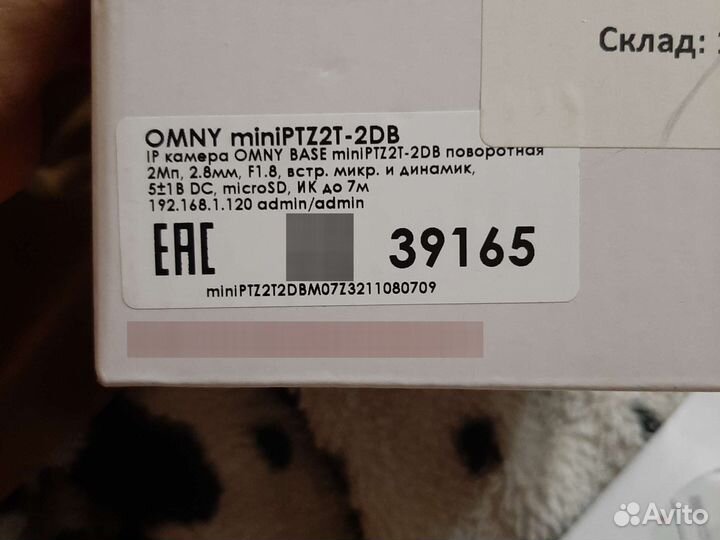 Склад:
OMNY miniPTZ2T-2DB
IP камера OMNY BASE miniPTZ2T-2DB поворотная
2Мп, 2.8мм, F1.8, встр. микр. и динамик,
5±1В DC, microSD, ИК до 7м
192.168.1.120 admin/admin
EAC 39165
miniPTZ2T2DBM07Z3211080709
Avito